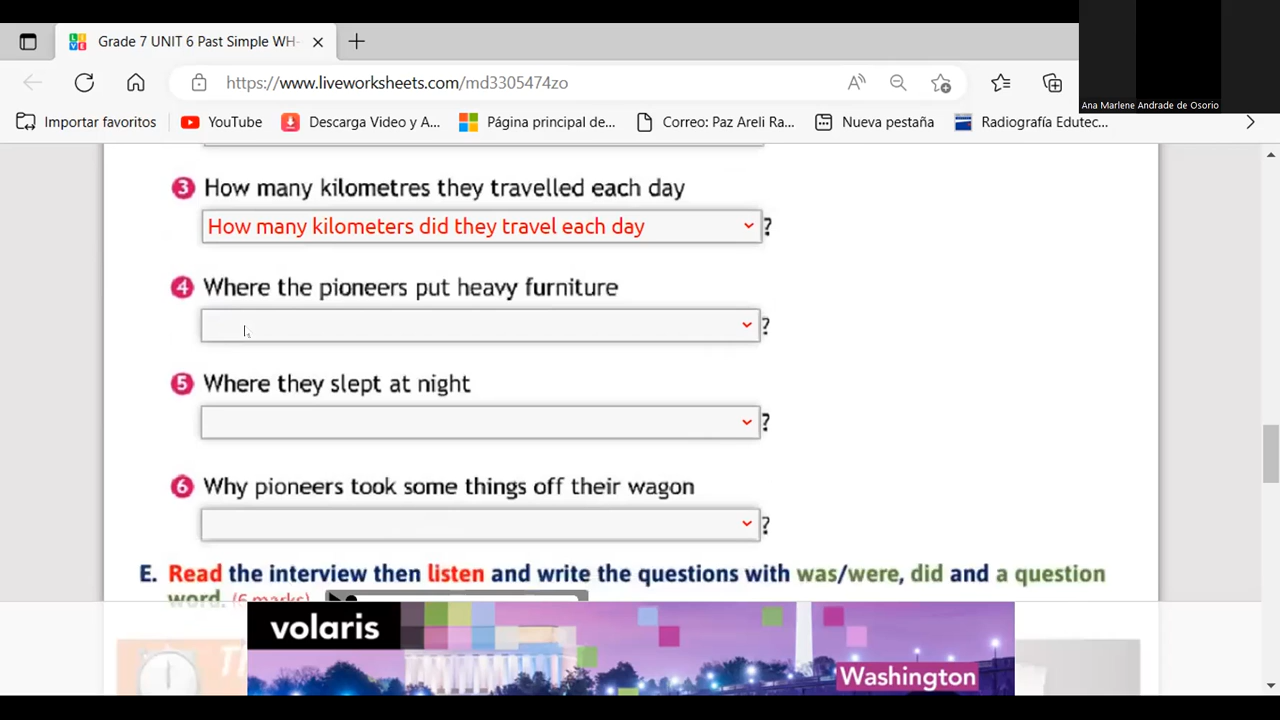 Grade 7 UNIT 6 Past Simple WH-
https://www.liveworksheets.com/md3305474zo
Ana Marlene Andrade de Osorio
Importar favoritos
YouTube
Descarga Video y A...
Página principal de...
Correo: Paz Areli Ra...
Nueva pestaña
Radiografía Edutec...
3 How many kilometres they travelled each day
How many kilometers did they travel each day ?
4 Where the pioneers put heavy furniture
?
5 Where they slept at night
?
6 Why pioneers took some things off their wagon
?
E. Read the interview then listen and write the questions with was/were, did and a question
word. (6 marks)
volaris
Washington